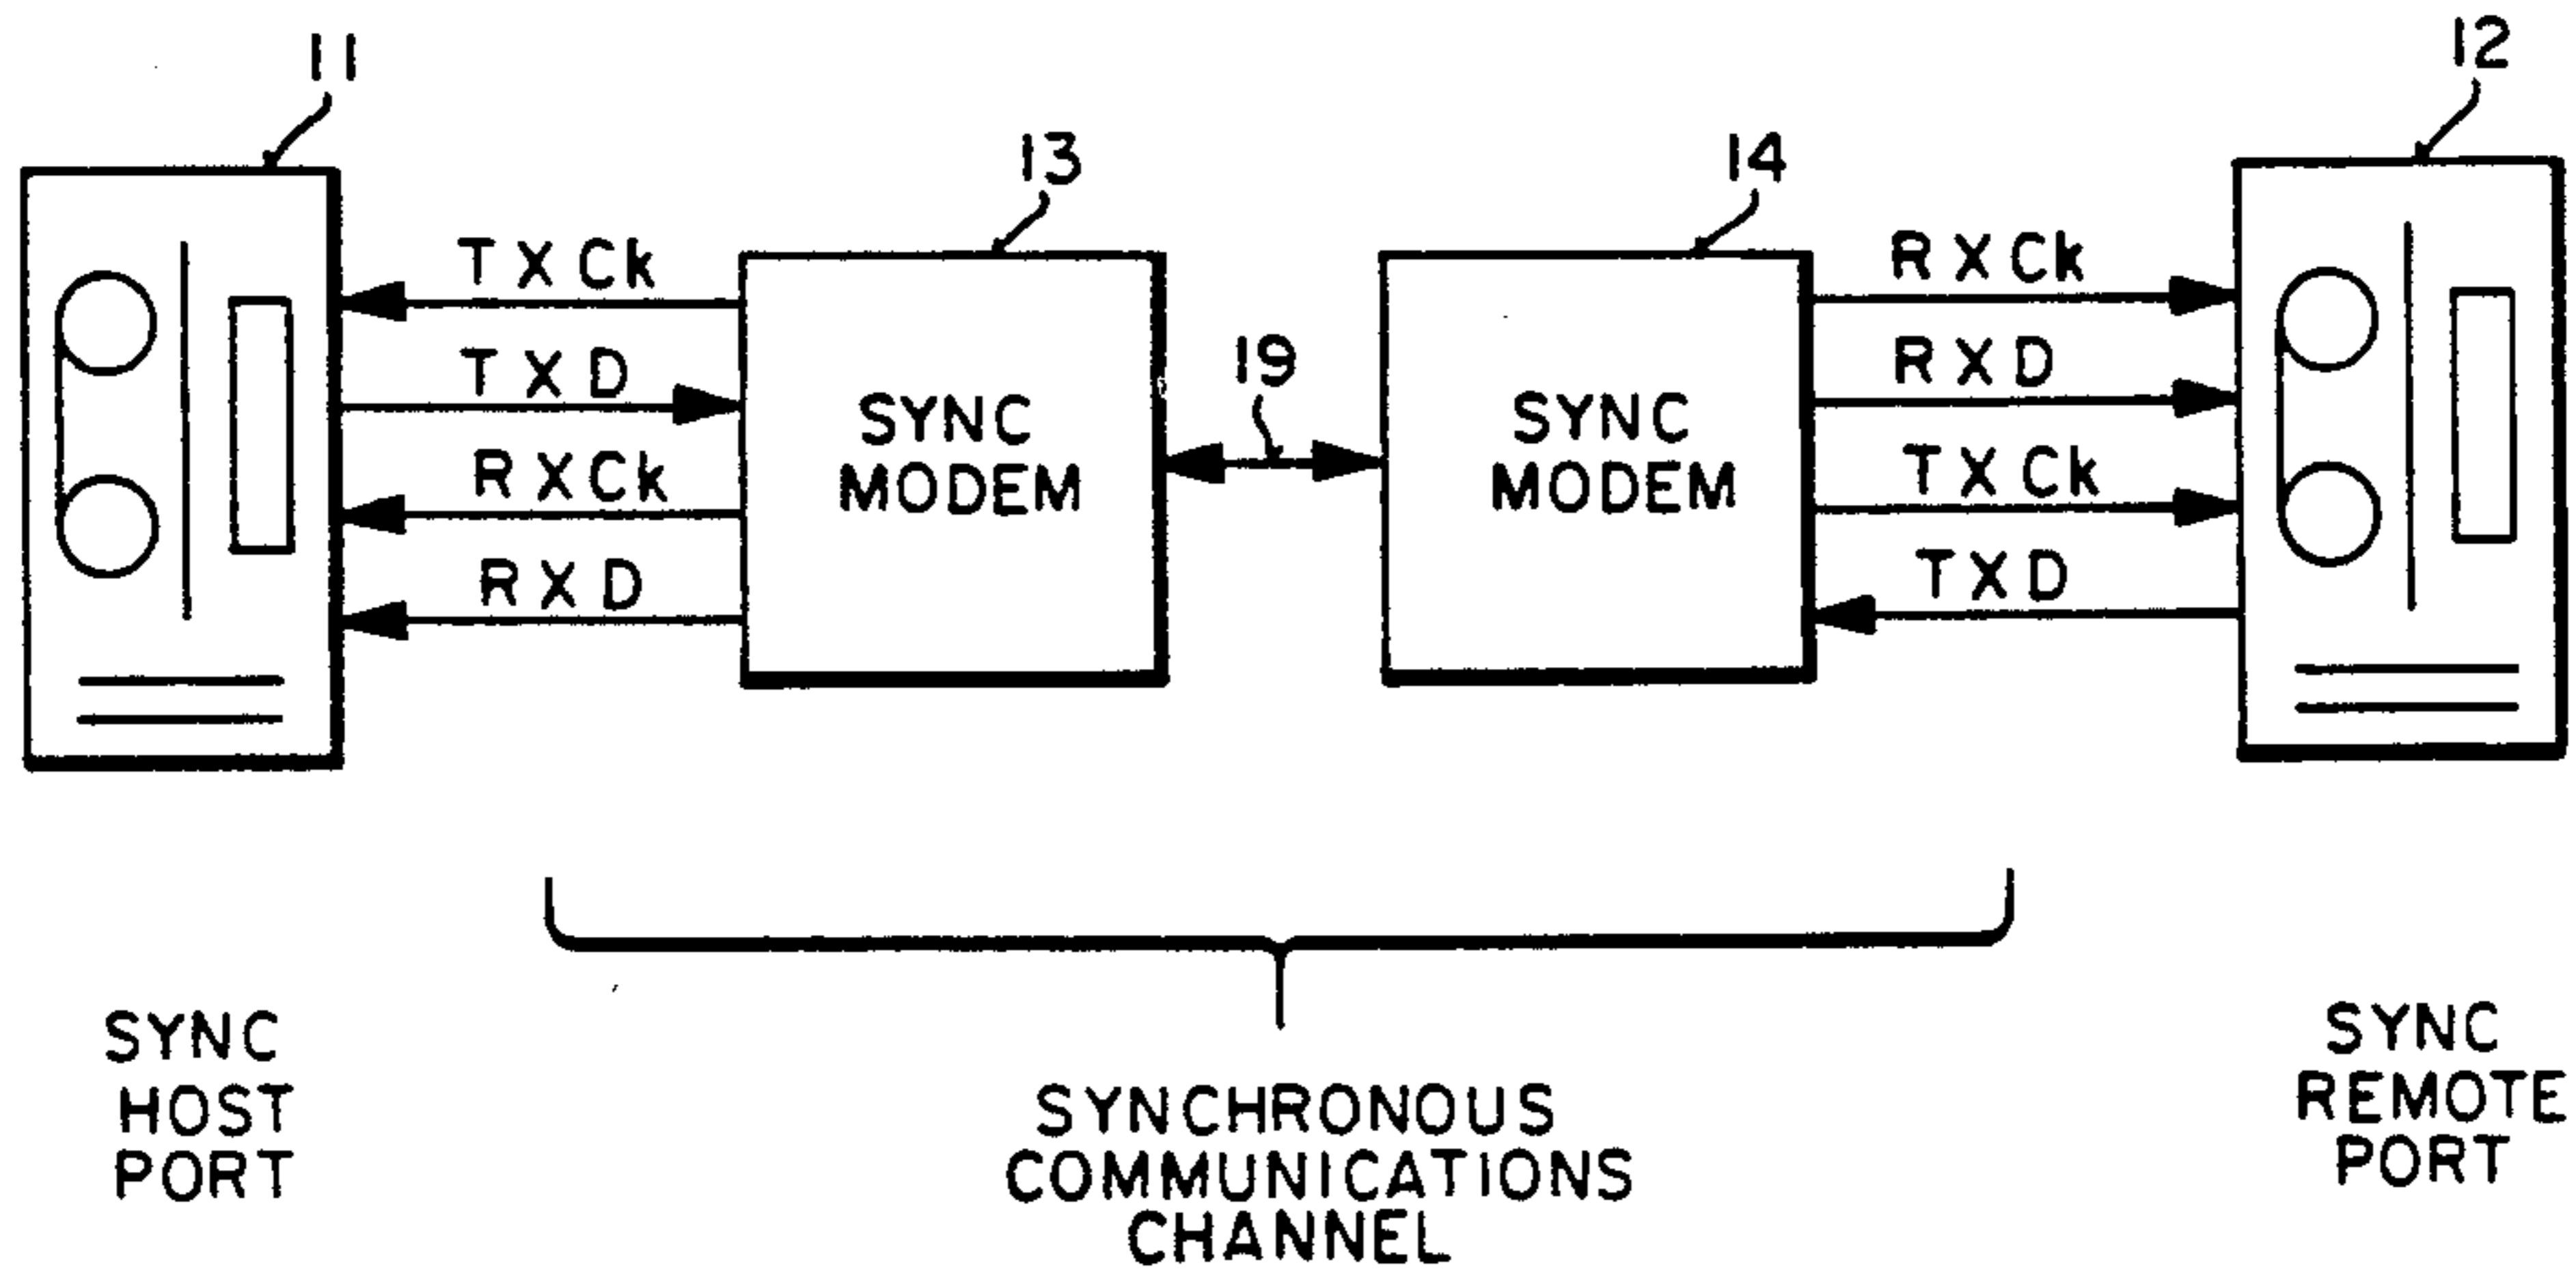 11
12
13
14
TXCk
TXD
RXCk
RXD
SYNC
MODEM
19
SYNC
MODEM
RXCk
RXD
TXCk
TXD
SYNC
HOST
PORT
SYNCHRONOUS
COMMUNICATIONS
CHANNEL
SYNC
REMOTE
PORT